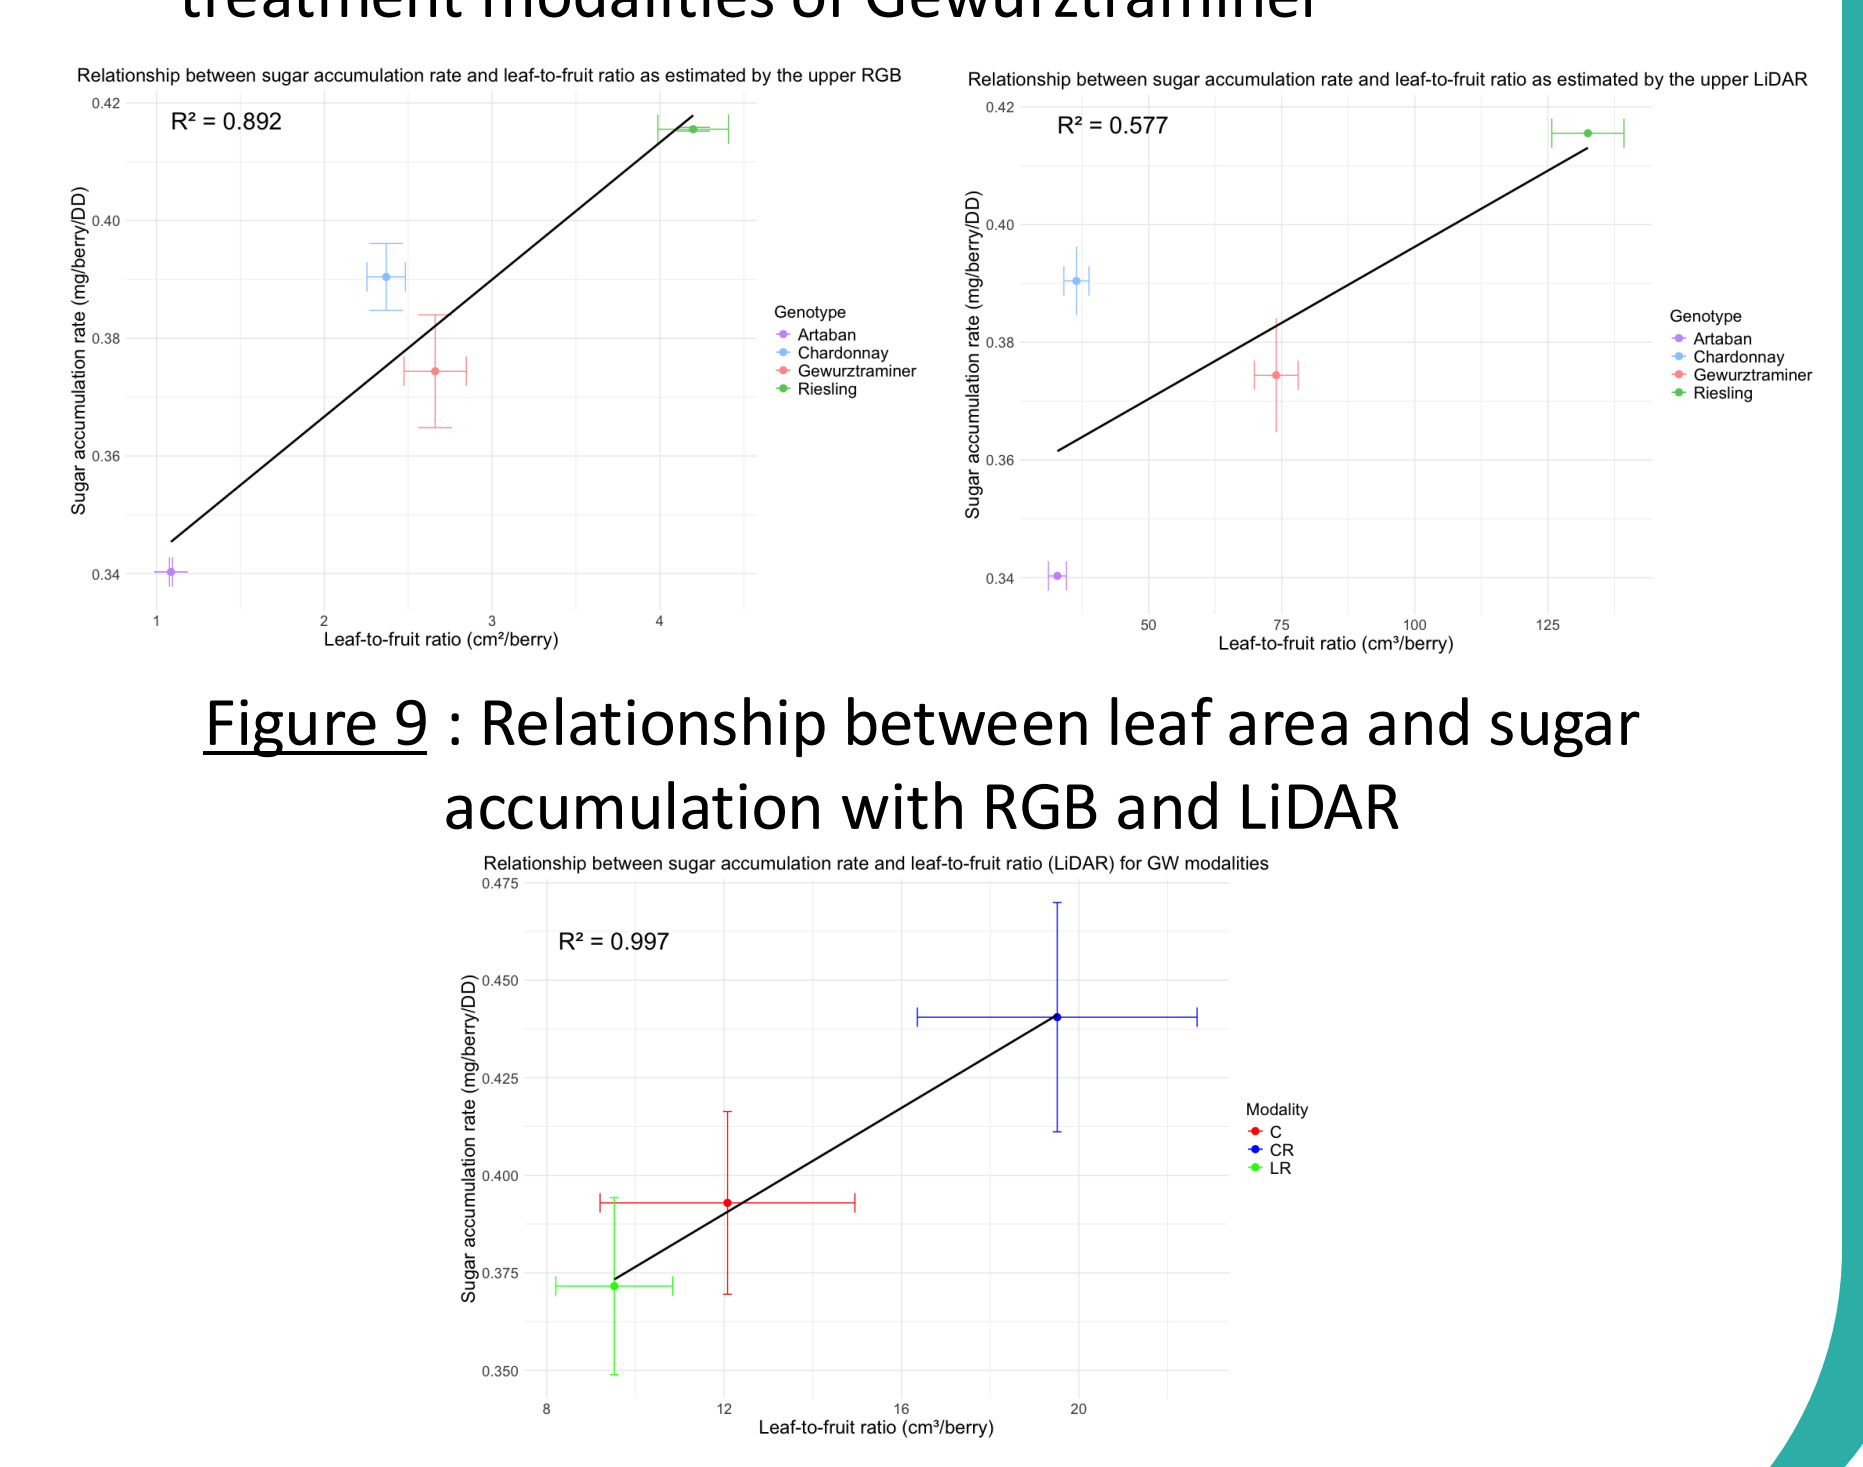 treatment modalities of Gewurztraminer
Relationship between sugar accumulation rate and leaf-to-fruit ratio as estimated by the upper RGB
R² = 0.892
Sugar accumulation rate (mg/berry/DD)
0.42
0.40
0.38
0.36
0.34
1 2 3 4
Leaf-to-fruit ratio (cm²/berry)
Genotype
Artaban
Chardonnay
Gewurztraminer
Riesling
Relationship between sugar accumulation rate and leaf-to-fruit ratio as estimated by the upper LiDAR
R² = 0.577
Sugar accumulation rate (mg/berry/DD)
0.42
0.40
0.38
0.36
0.34
50 75 100 125
Leaf-to-fruit ratio (cm³/berry)
Genotype
Artaban
Chardonnay
Gewurztraminer
Riesling
Figure 9 : Relationship between leaf area and sugar
accumulation with RGB and LiDAR
Relationship between sugar accumulation rate and leaf-to-fruit ratio (LiDAR) for GW modalities
R² = 0.997
Sugar accumulation rate (mg/berry/DD)
0.475
0.450
0.425
0.400
0.375
0.350
8 12 16 20
Leaf-to-fruit ratio (cm³/berry)
Modality
C
CR
LR